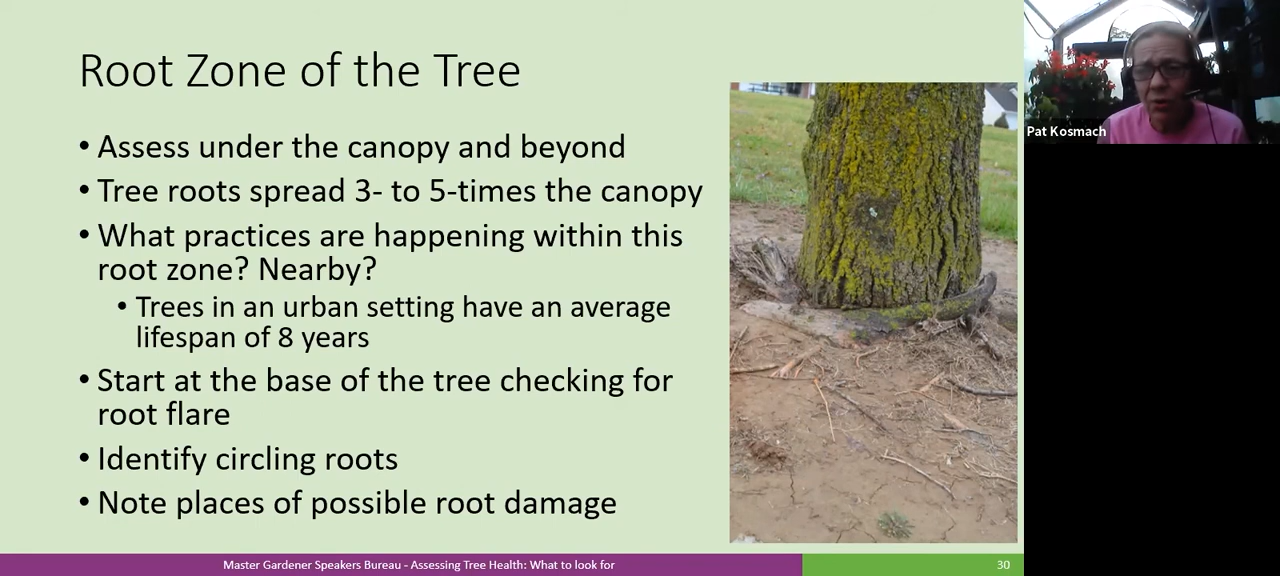 Root Zone of the Tree
• Assess under the canopy and beyond
• Tree roots spread 3- to 5-times the canopy
• What practices are happening within this
root zone? Nearby?
• Trees in an urban setting have an average
lifespan of 8 years
• Start at the base of the tree checking for
root flare
• Identify circling roots
• Note places of possible root damage
Pat Kosmach
Master Gardener Speakers Bureau - Assessing Tree Health: What to look for
30